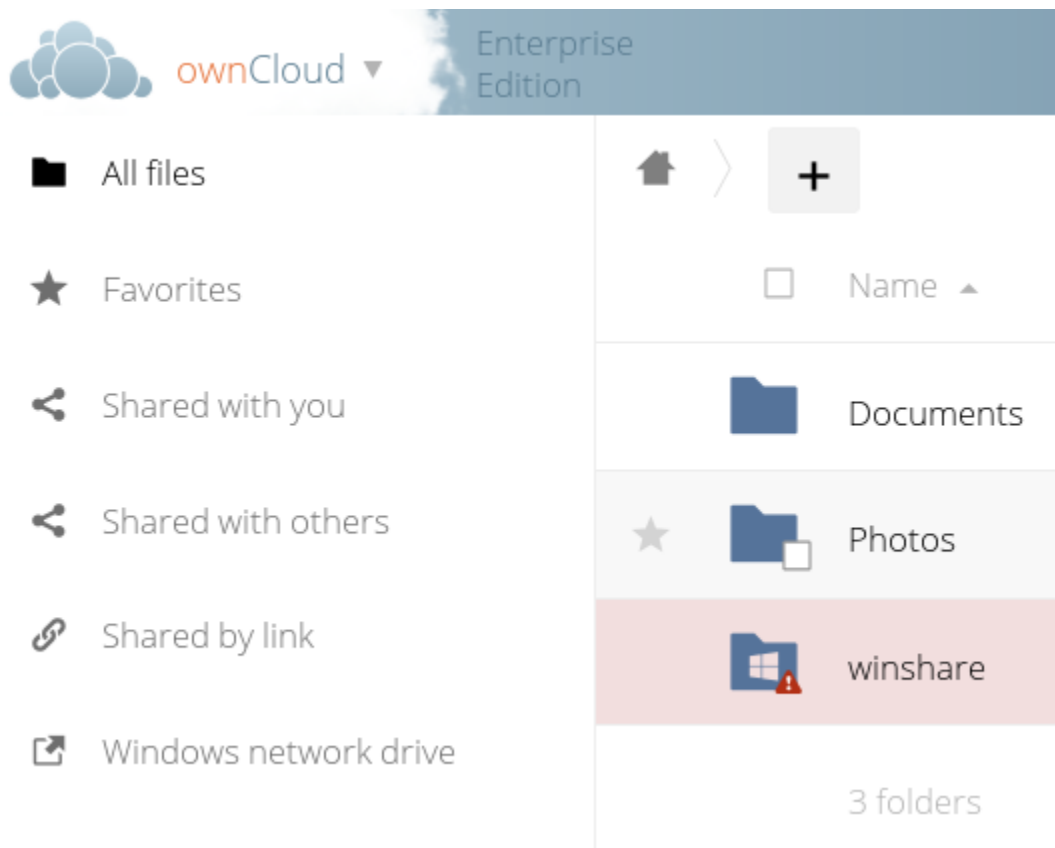 ownCloud
Enterprise
Edition
All files
Favorites
Shared with you
Shared with others
Shared by link
Windows network drive
Name
Documents
Photos
winshare
3 folders